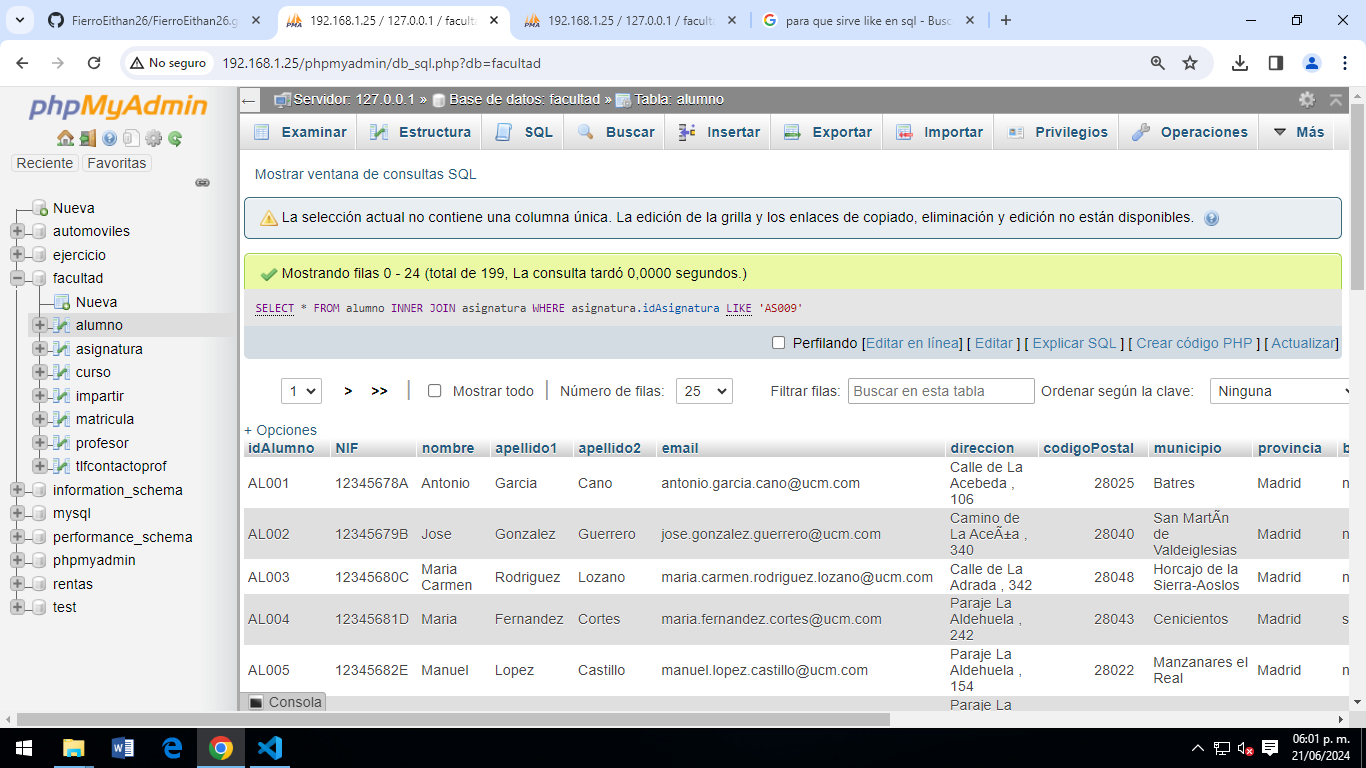 FierroEithan26/FierroEithan26.g
192.168.1.25 / 127.0.0.1 / facult
192.168.1.25 / 127.0.0.1 / facult
para que sirve like en sql - Busc
No seguro
192.168.1.25/phpmyadmin/db_sql.php?db=facultad
phpMyAdmin
Reciente Favoritas
Nueva
automoviles
ejercicio
facultad
Nueva
alumno
asignatura
curso
impartir
matricula
profesor
tlfcontactoprof
information_schema
mysql
performance_schema
phpmyadmin
rentas
test
Servidor: 127.0.0.1 » Base de datos: facultad » Tabla: alumno
Examinar Estructura SQL Buscar Insertar Exportar Importar Privilegios Operaciones Más
Mostrar ventana de consultas SQL
La selección actual no contiene una columna única. La edición de la grilla y los enlaces de copiado, eliminación y edición no están disponibles.
Mostrando filas 0 - 24 (total de 199, La consulta tardó 0,0000 segundos.)
SELECT * FROM alumno INNER JOIN asignatura WHERE asignatura.idAsignatura LIKE 'AS009'
Perfilando [Editar en línea] [ Editar ] [ Explicar SQL ] [ Crear código PHP ] [ Actualizar]
1 > >> | Mostrar todo | Número de filas: 25 Filtrar filas: Buscar en esta tabla Ordenar según la clave: Ninguna
+ Opciones
idAlumno NIF nombre apellido1 apellido2 email direccion codigoPostal municipio provincia b
AL001 12345678A Antonio Garcia Cano antonio.garcia.cano@ucm.com Calle de La Acebeda , 106 28025 Batres Madrid
AL002 12345679B Jose Gonzalez Guerrero jose.gonzalez.guerrero@ucm.com Camino de La AceÃ±a , 340 28040 San MartÃ­n de Valdeiglesias Madrid
AL003 12345680C Maria Carmen Rodriguez Lozano maria.carmen.rodriguez.lozano@ucm.com Calle de La Adrada , 342 28048 Horcajo de la Sierra-Aoslos Madrid
AL004 12345681D Maria Fernandez Cortes maria.fernandez.cortes@ucm.com Paraje La Aldehuela , 242 28043 Cenicientos Madrid s
AL005 12345682E Manuel Lopez Castillo manuel.lopez.castillo@ucm.com Paraje La Aldehuela , 154 28022 Manzanares el Real Madrid
Paraje La
Consola
06:01 p. m.
21/06/2024